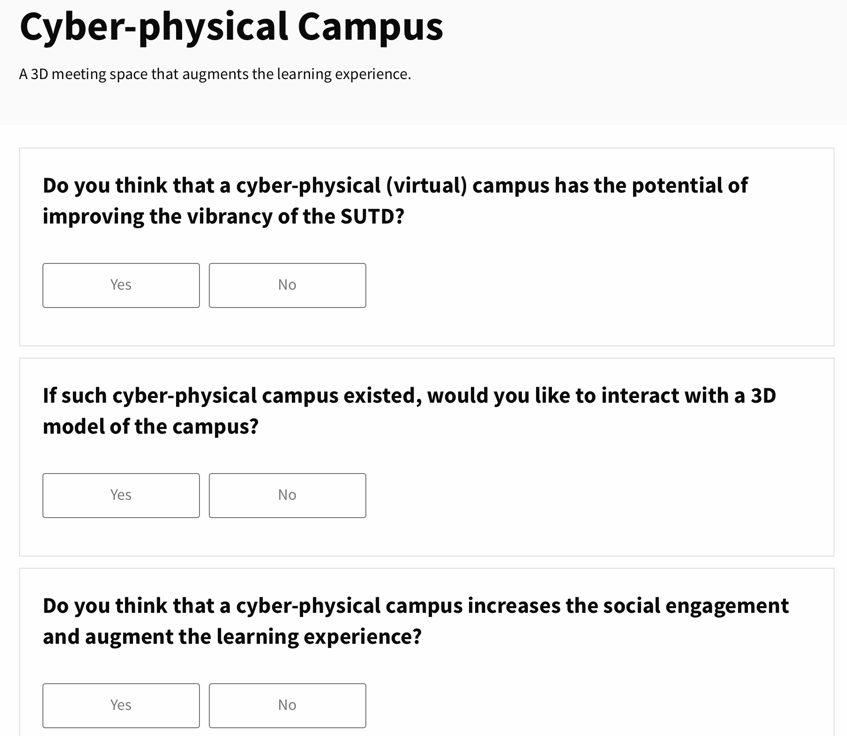 Cyber-physical Campus
A 3D meeting space that augments the learning experience.
Do you think that a cyber-physical (virtual) campus has the potential of
improving the vibrancy of the SUTD?
Yes No
If such cyber-physical campus existed, would you like to interact with a 3D
model of the campus?
Yes No
Do you think that a cyber-physical campus increases the social engagement
and augment the learning experience?
Yes No